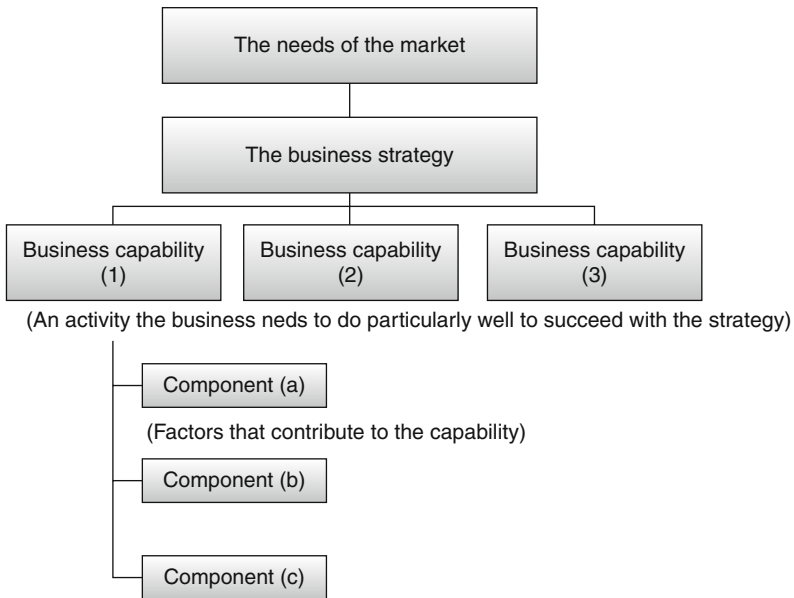 The needs of the market
The business strategy
Business capability
(1)
Business capability
(2)
Business capability
(3)
(An activity the business neds to do particularly well to succeed with the strategy)
Component (a)
(Factors that contribute to the capability)
Component (b)
Component (c)